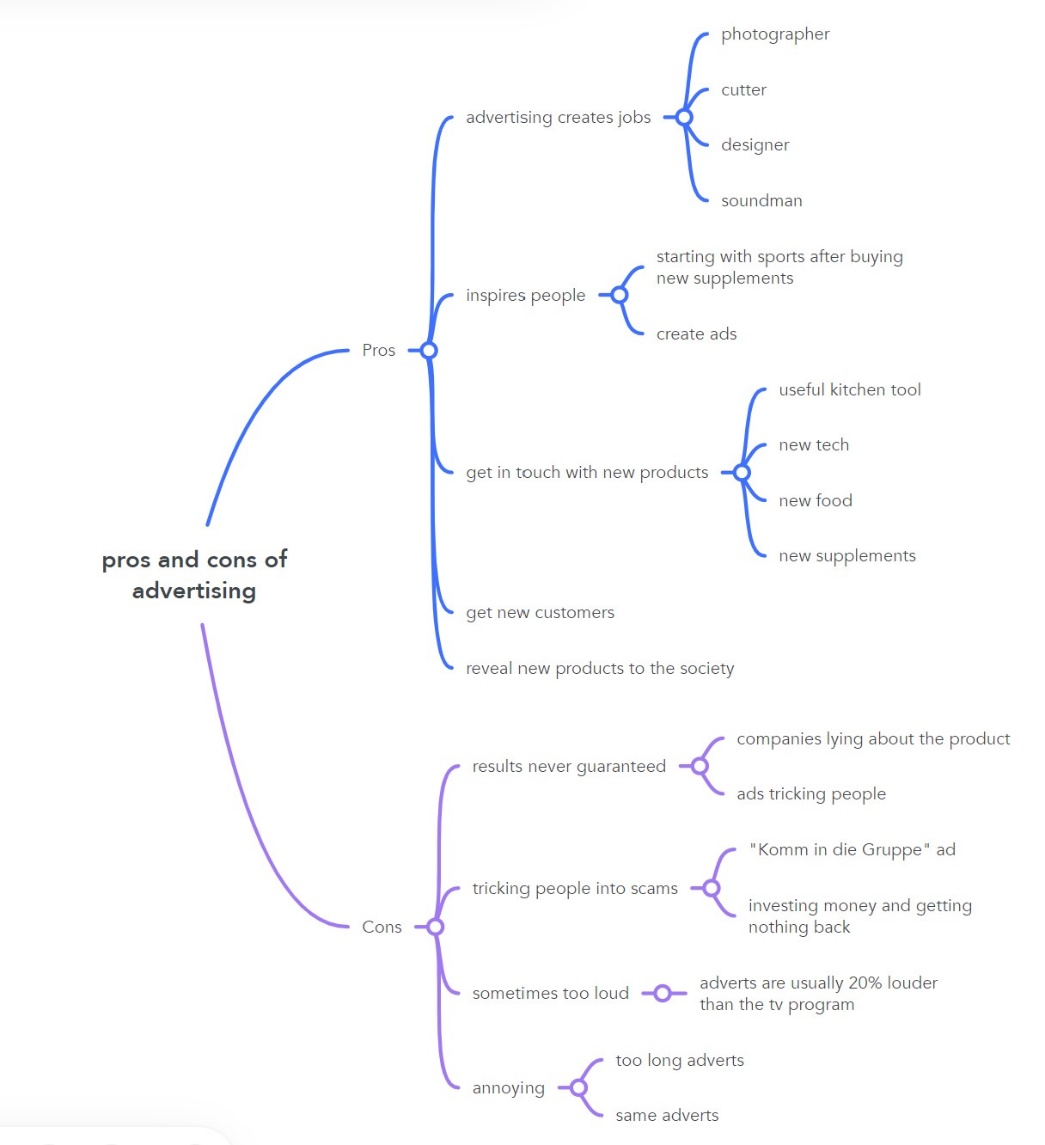 pros and cons of
advertising
Pros
advertising creates jobs
photographer
cutter
designer
soundman
inspires people
starting with sports after buying
new supplements
create ads
get in touch with new products
useful kitchen tool
new tech
new food
new supplements
get new customers
reveal new products to the society
Cons
results never guaranteed
companies lying about the product
ads tricking people
tricking people into scams
"Komm in die Gruppe" ad
investing money and getting
nothing back
sometimes too loud
adverts are usually 20% louder
than the tv program
annoying
too long adverts
same adverts